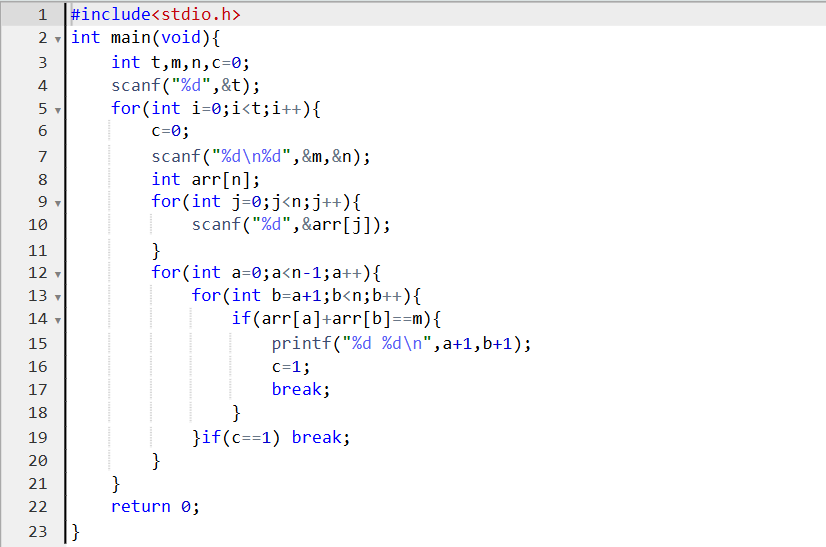 1 #include<stdio.h>
2 int main(void){
3     int t,m,n,c=0;
4     scanf("%d",&t);
5     for(int i=0;i<t;i++){
6         c=0;
7         scanf("%d\n%d",&m,&n);
8         int arr[n];
9         for(int j=0;j<n;j++){
10             scanf("%d",&arr[j]);
11         }
12         for(int a=0;a<n-1;a++){
13             for(int b=a+1;b<n;b++){
14                 if(arr[a]+arr[b]==m){
15                     printf("%d %d\n",a+1,b+1);
16                     c=1;
17                     break;
18                 }
19             }if(c==1) break;
20         }
21     }
22     return 0;
23 }